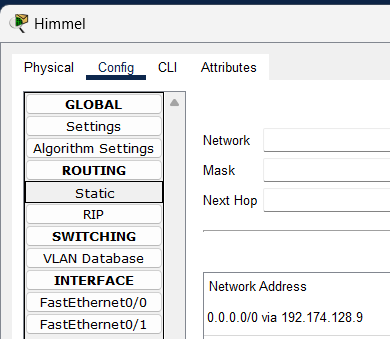 Himmel
Physical Config CLI Attributes
GLOBAL
Settings
Algorithm Settings
ROUTING
Static
RIP
SWITCHING
VLAN Database
INTERFACE
FastEthernet0/0
FastEthernet0/1
Network
Mask
Next Hop
Network Address
0.0.0.0/0 via 192.174.128.9